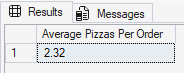 Results Messages
Average Pizzas Per Order
1 2.32